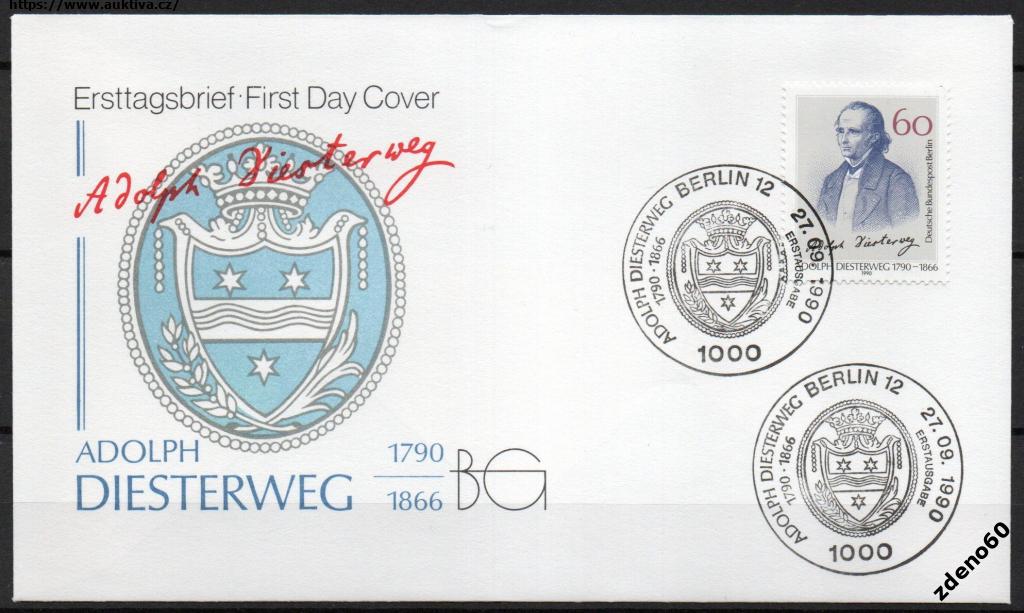 https://www.auktiva.cz/
Ersttagsbrief·First Day Cover
Adolph Diesterweg
ADOLPH
DIESTERWEG
1790
1866
BG
60
Deutsche Bundespost Berlin
Adolph Diesterweg
ADOLPH DIESTERWEG 1790–1866
1990
ADOLPH DIESTERWEG BERLIN 12
1790·1866
27.09.1990
ERSTAUSGABE
1000
ADOLPH DIESTERWEG BERLIN 12
1790·1866
27.09.1990
ERSTAUSGABE
1000
zdeno60